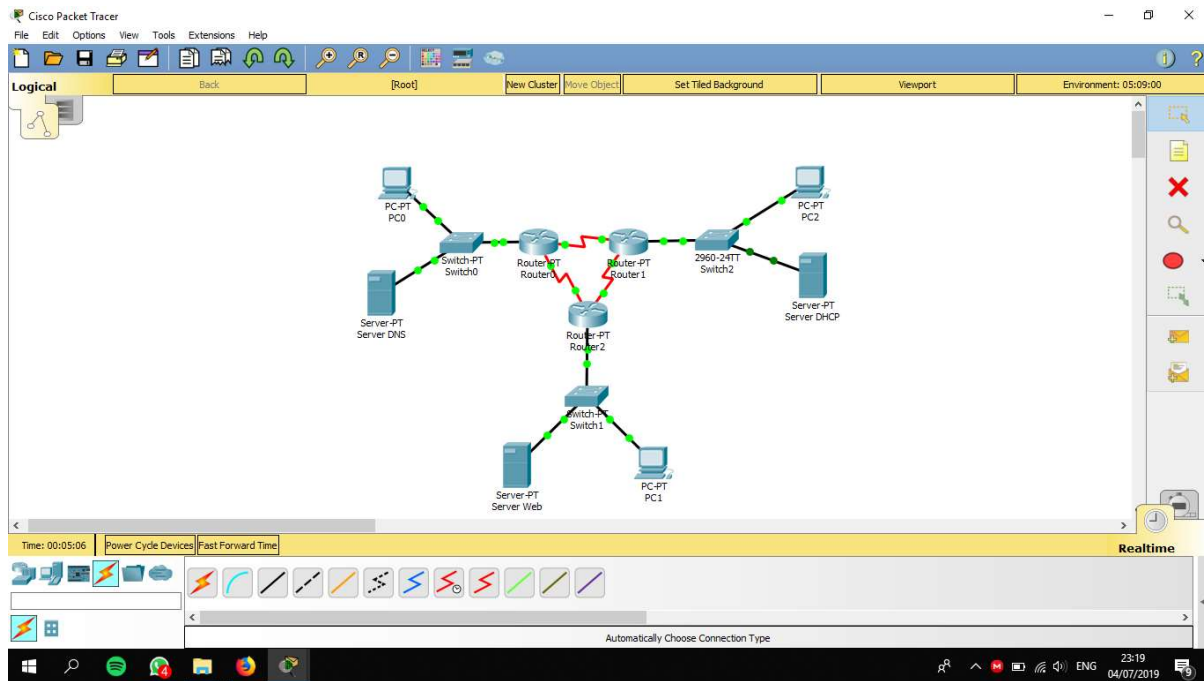 Cisco Packet Tracer
File Edit Options View Tools Extensions Help
Logical Back [Root] New Cluster Move Object Set Tiled Background Viewport Environment: 05:09:00
PC-PT
PC0
PC-PT
PC2
Switch-PT
Switch0
Router-PT
Router0
Router-PT
Router1
2960-24TT
Switch2
Server-PT
Server DNS
Server-PT
Server DHCP
Router-PT
Router2
Switch-PT
Switch1
Server-PT
Server Web
PC-PT
PC1
Time: 00:05:06 Power Cycle Devices Fast Forward Time Realtime
Automatically Choose Connection Type
4
ENG
23:19
04/07/2019
9